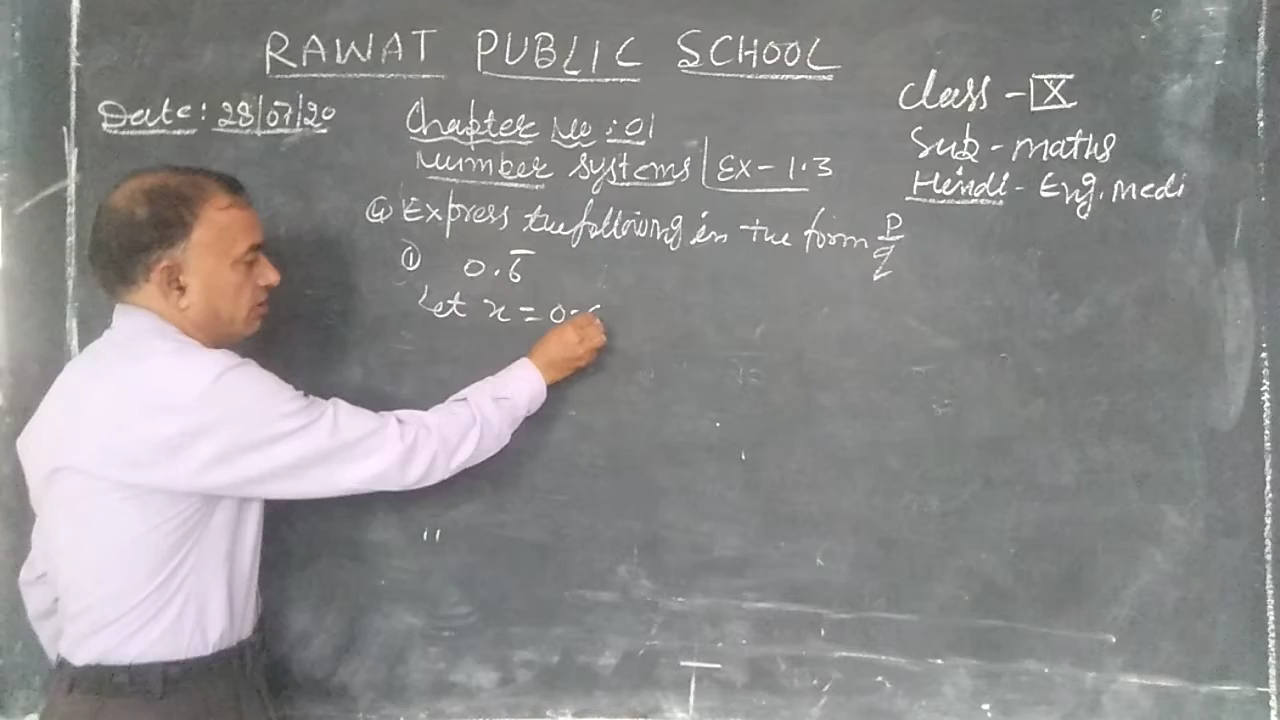 RAWAT PUBLIC SCHOOL
Date: 28/07/20
Class - IX
Chapter No: 01
Sub - maths
Number systems | Ex - 1.3
Hindi - Eng. medi
Q Express the following in the form p/q
① 0.6̅
Let x = 0.